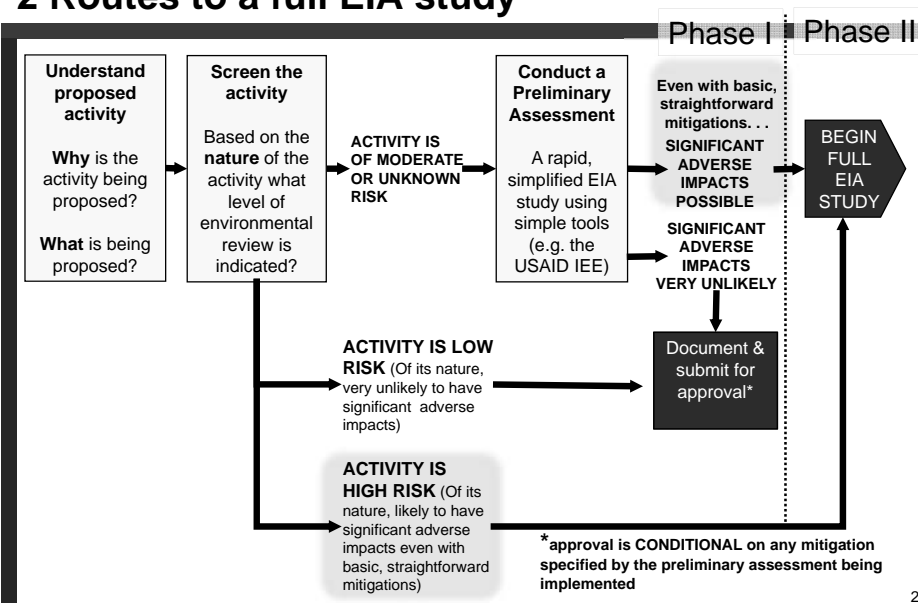 2 Routes to a full EIA study
Phase I
Phase II
Understand
proposed
activity
Why is the
activity being
proposed?
What is being
proposed?
Screen the
activity
Based on the
nature of the
activity what
level of
environmental
review is
indicated?
ACTIVITY IS
OF MODERATE
OR UNKNOWN
RISK
Conduct a
Preliminary
Assessment
A rapid,
simplified EIA
study using
simple tools
(e.g. the
USAID IEE)
Even with basic,
straightforward
mitigations. . .
SIGNIFICANT
ADVERSE
IMPACTS
POSSIBLE
SIGNIFICANT
ADVERSE
IMPACTS
VERY UNLIKELY
BEGIN
FULL
EIA
STUDY
Document &
submit for
approval*
ACTIVITY IS LOW
RISK (Of its nature,
very unlikely to have
significant adverse
impacts)
ACTIVITY IS
HIGH RISK (Of its
nature, likely to have
significant adverse
impacts even with
basic, straightforward
mitigations)
*approval is CONDITIONAL on any mitigation
specified by the preliminary assessment being
implemented
2